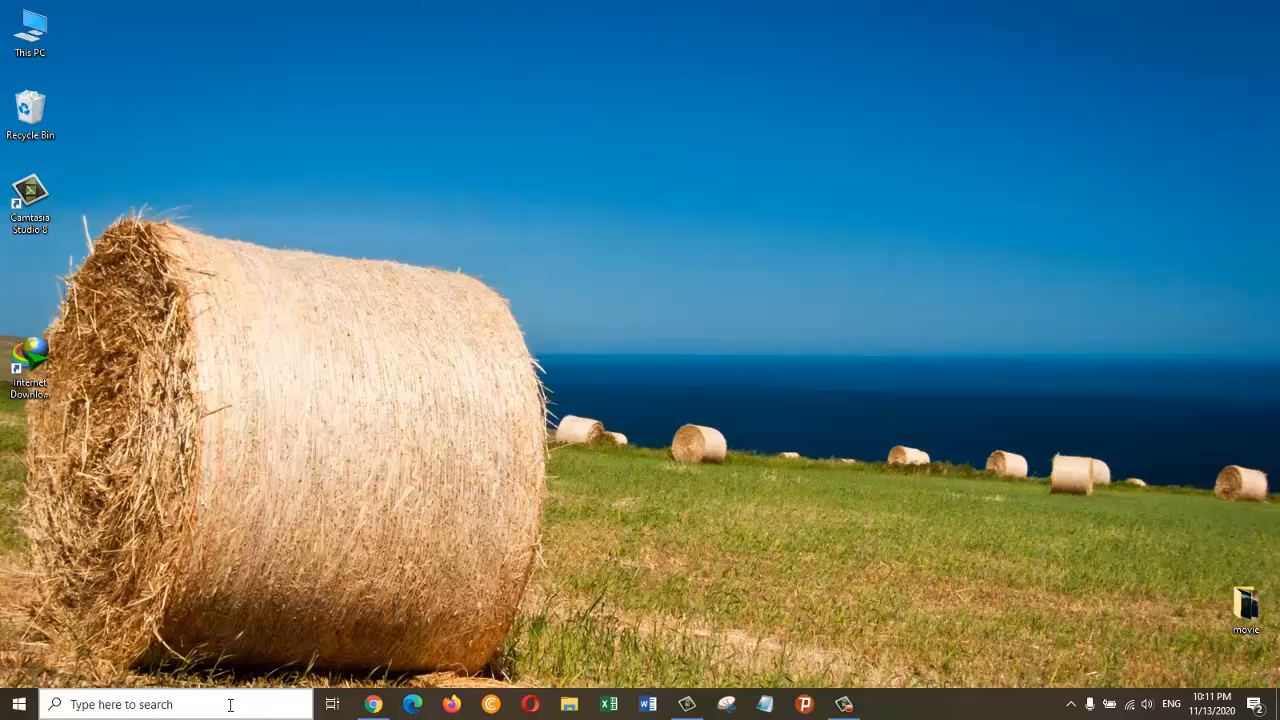 This PC
Recycle Bin
Camtasia
Studio 8
Internet
Downlo...
movie
Type here to search
ENG
10:11 PM
11/13/2020
2